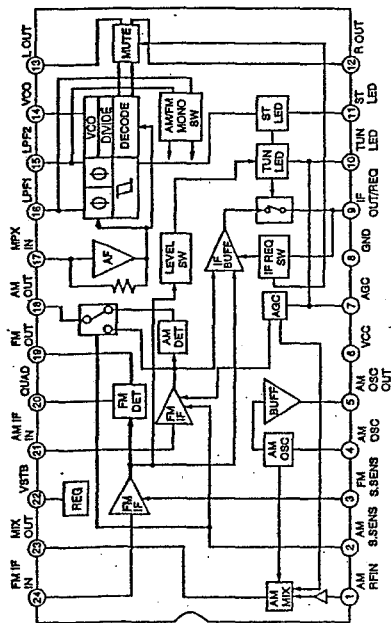 L.OUT
VCO
LPF2
LPF1
MPX
IN
AM
OUT
FM
OUT
QUAD
AM IF
IN
VSTB
MIX
OUT
FM IF
IN
13
14
15
16
17
18
19
20
21
22
23
24
MUTE
VCO
DIVIDE
DECODE
Φ
Φ
AM/FM
MONO
SW
AF
LEVEL
SW
AM
DET
FM
DET
FM
IF
FM
IF
REG
ST
LED
TUN
LED
IF
BUFF
IF REQ
SW
AGC
BUFF
AM
OSC
AM
MIX
12
11
10
9
8
7
6
5
4
3
2
1
R OUT
ST
LED
TUN
LED
IF
OUT/REQ
GND
AGC
VCC
AM
OSC
OUT
AM
OSC
FM
S.SENS
AM
S.SENS
AM
RFIN